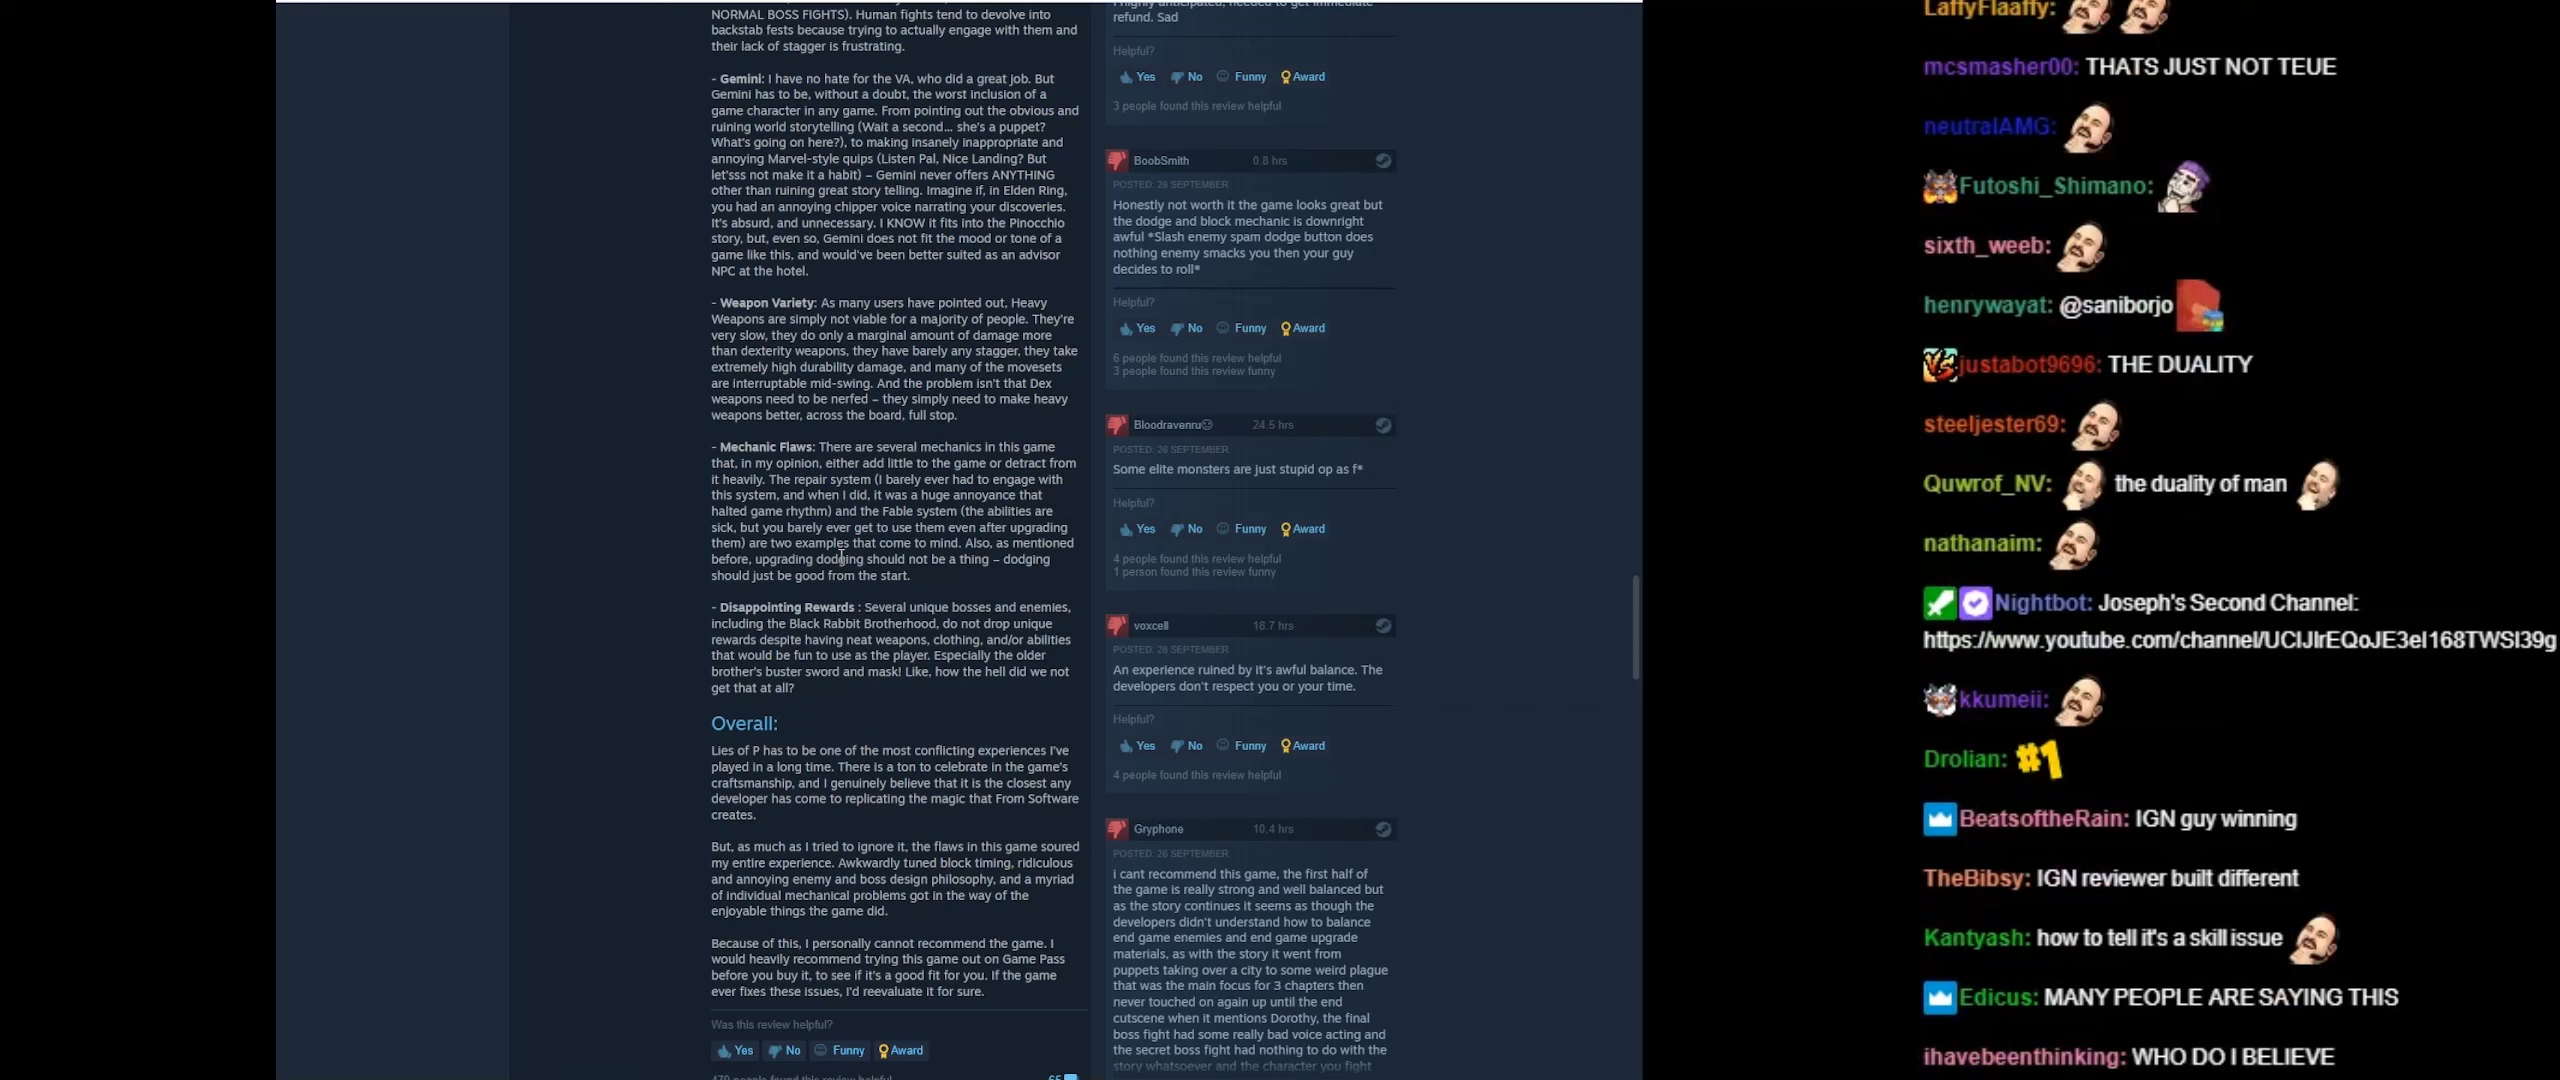 NORMAL BOSS FIGHTS). Human fights tend to devolve into
backstab fests because trying to actually engage with them and
their lack of stagger is frustrating.
- Gemini: I have no hate for the VA, who did a great job. But
Gemini has to be, without a doubt, the worst inclusion of a
game character in any game. From pointing out the obvious and
ruining world storytelling (Wait a second... she's a puppet?
What's going on here?), to making insanely inappropriate and
annoying Marvel-style quips (Listen Pal, Nice Landing? But
let'sss not make it a habit) – Gemini never offers ANYTHING
other than ruining great story telling. Imagine if, in Elden Ring,
you had an annoying chipper voice narrating your discoveries.
It's absurd, and unnecessary. I KNOW it fits into the Pinocchio
story, but, even so, Gemini does not fit the mood or tone of a
game like this, and would've been better suited as an advisor
NPC at the hotel.
- Weapon Variety: As many users have pointed out, Heavy
Weapons are simply not viable for a majority of people. They're
very slow, they do only a marginal amount of damage more
than dexterity weapons, they have barely any stagger, they take
extremely high durability damage, and many of the movesets
are interruptable mid-swing. And the problem isn't that Dex
weapons need to be nerfed – they simply need to make heavy
weapons better, across the board, full stop.
- Mechanic Flaws: There are several mechanics in this game
that, in my opinion, either add little to the game or detract from
it heavily. The repair system (I barely ever had to engage with
this system, and when I did, it was a huge annoyance that
halted game rhythm) and the Fable system (the abilities are
sick, but you barely ever get to use them even after upgrading
them) are two examples that come to mind. Also, as mentioned
before, upgrading dodging should not be a thing – dodging
should just be good from the start.
- Disappointing Rewards : Several unique bosses and enemies,
including the Black Rabbit Brotherhood, do not drop unique
rewards despite having neat weapons, clothing, and/or abilities
that would be fun to use as the player. Especially the older
brother's buster sword and mask! Like, how the hell did we not
get that at all?
Overall:
Lies of P has to be one of the most conflicting experiences I've
played in a long time. There is a ton to celebrate in the game's
craftsmanship, and I genuinely believe that it is the closest any
developer has come to replicating the magic that From Software
creates.
But, as much as I tried to ignore it, the flaws in this game soured
my entire experience. Awkwardly tuned block timing, ridiculous
and annoying enemy and boss design philosophy, and a myriad
of individual mechanical problems got in the way of the
enjoyable things the game did.
Because of this, I personally cannot recommend the game. I
would heavily recommend trying this game out on Game Pass
before you buy it, to see if it's a good fit for you. If the game
ever fixes these issues, I'd reevaluate it for sure.
Was this review helpful?
Yes No Funny Award
refund. Sad
Helpful?
Yes No Funny Award
3 people found this review helpful
BoobSmith 0.8 hrs
POSTED: 26 SEPTEMBER
Honestly not worth it the game looks great but
the dodge and block mechanic is downright
awful *Slash enemy spam dodge button does
nothing enemy smacks you then your guy
decides to roll*
Helpful?
Yes No Funny Award
6 people found this review helpful
3 people found this review funny
Bloodravenru 24.5 hrs
POSTED: 26 SEPTEMBER
Some elite monsters are just stupid op as f*
Helpful?
Yes No Funny Award
4 people found this review helpful
1 person found this review funny
voxcell 18.7 hrs
POSTED: 26 SEPTEMBER
An experience ruined by it's awful balance. The
developers don't respect you or your time.
Helpful?
Yes No Funny Award
4 people found this review helpful
Gryphone 10.4 hrs
POSTED: 26 SEPTEMBER
i cant recommend this game, the first half of
the game is really strong and well balanced but
as the story continues it seems as though the
developers didn't understand how to balance
end game enemies and end game upgrade
materials, as with the story it went from
puppets taking over a city to some weird plague
that was the main focus for 3 chapters then
never touched on again up until the end
cutscene when it mentions Dorothy, the final
boss fight had some really bad voice acting and
the secret boss fight had nothing to do with the
story whatsoever and the character you fight
LaffyFlaaffy:
mcsmasher00: THATS JUST NOT TEUE
neutralAMG:
Futoshi_Shimano:
sixth_weeb:
henrywayat: @saniborjo
justabot9696: THE DUALITY
steeljester69:
Quwrof_NV: the duality of man
nathanaim:
Nightbot: Joseph's Second Channel:
https://www.youtube.com/channel/UCIJIrEQoJE3el168TWSI39g
kkumeii:
Drolian: #1
BeatsoftheRain: IGN guy winning
TheBibsy: IGN reviewer built different
Kantyash: how to tell it's a skill issue
Edicus: MANY PEOPLE ARE SAYING THIS
ihavebeenthinking: WHO DO I BELIEVE